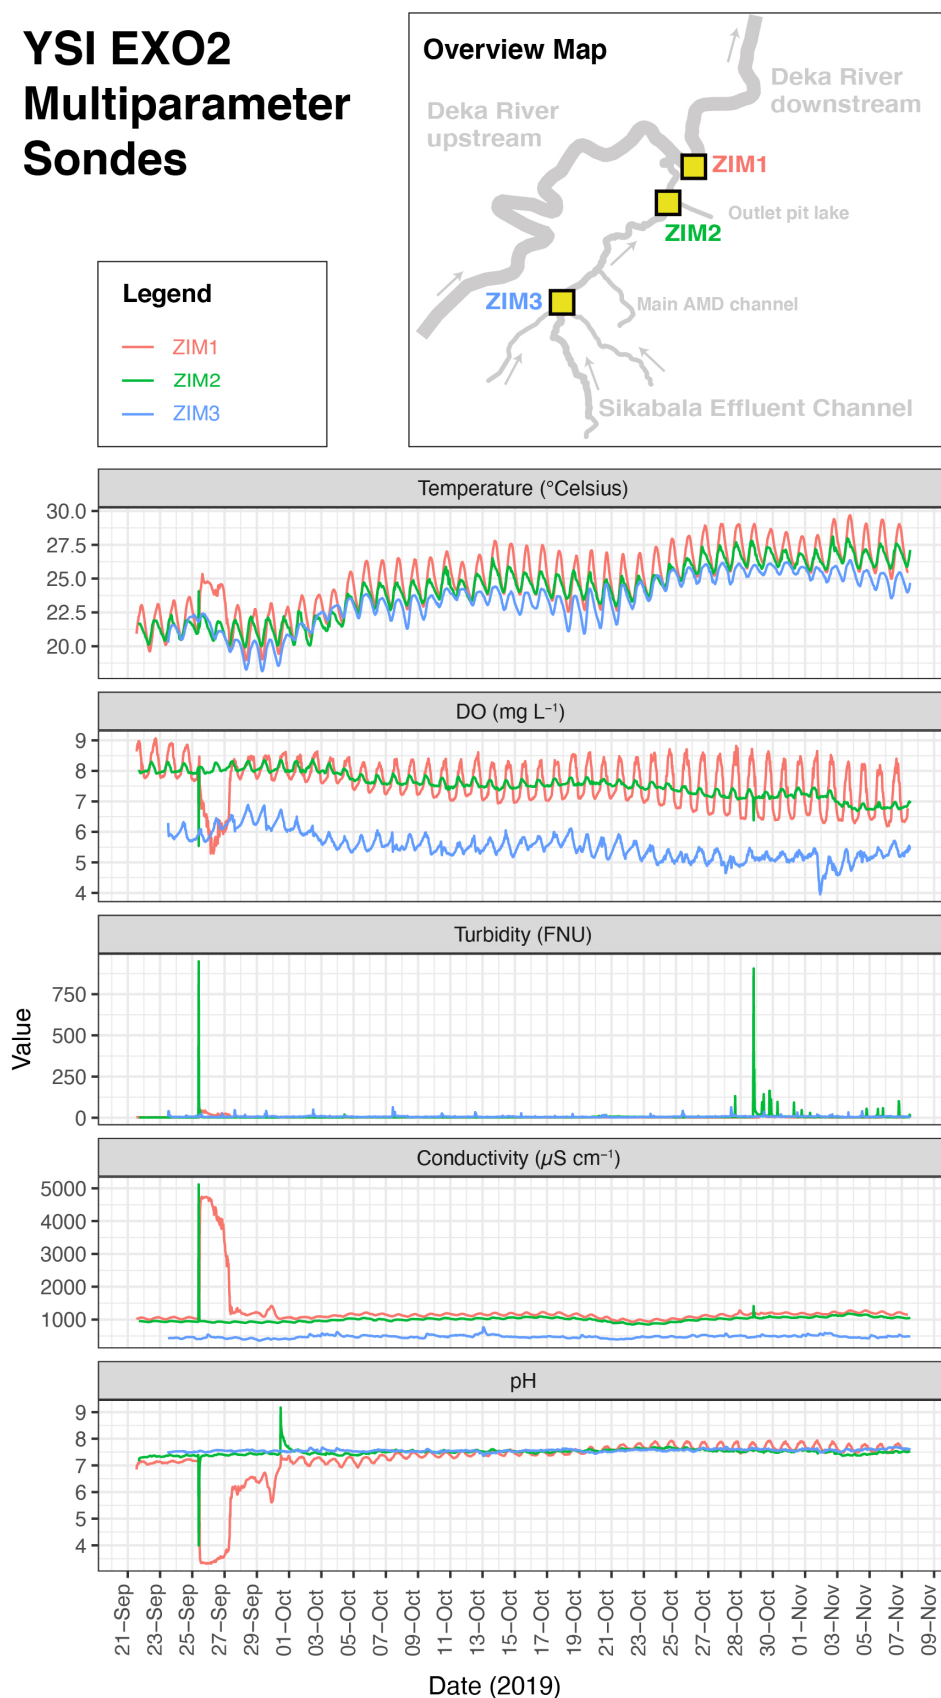 YSI EXO2
Multiparameter
Sondes
Overview Map
Deka River
upstream
Deka River
downstream
ZIM1
Outlet pit lake
ZIM2
ZIM3
Main AMD channel
Sikabala Effluent Channel
Legend
ZIM1
ZIM2
ZIM3
Temperature (°Celsius)
30.0
27.5
25.0
22.5
20.0
DO (mg L⁻¹)
9
8
7
6
5
4
Turbidity (FNU)
750
500
250
0
Value
Conductivity (µS cm⁻¹)
5000
4000
3000
2000
1000
pH
9
8
7
6
5
4
21−Sep
23−Sep
25−Sep
27−Sep
29−Sep
01−Oct
03−Oct
05−Oct
07−Oct
09−Oct
11−Oct
13−Oct
15−Oct
17−Oct
19−Oct
21−Oct
24−Oct
26−Oct
28−Oct
30−Oct
01−Nov
03−Nov
05−Nov
07−Nov
09−Nov
Date (2019)